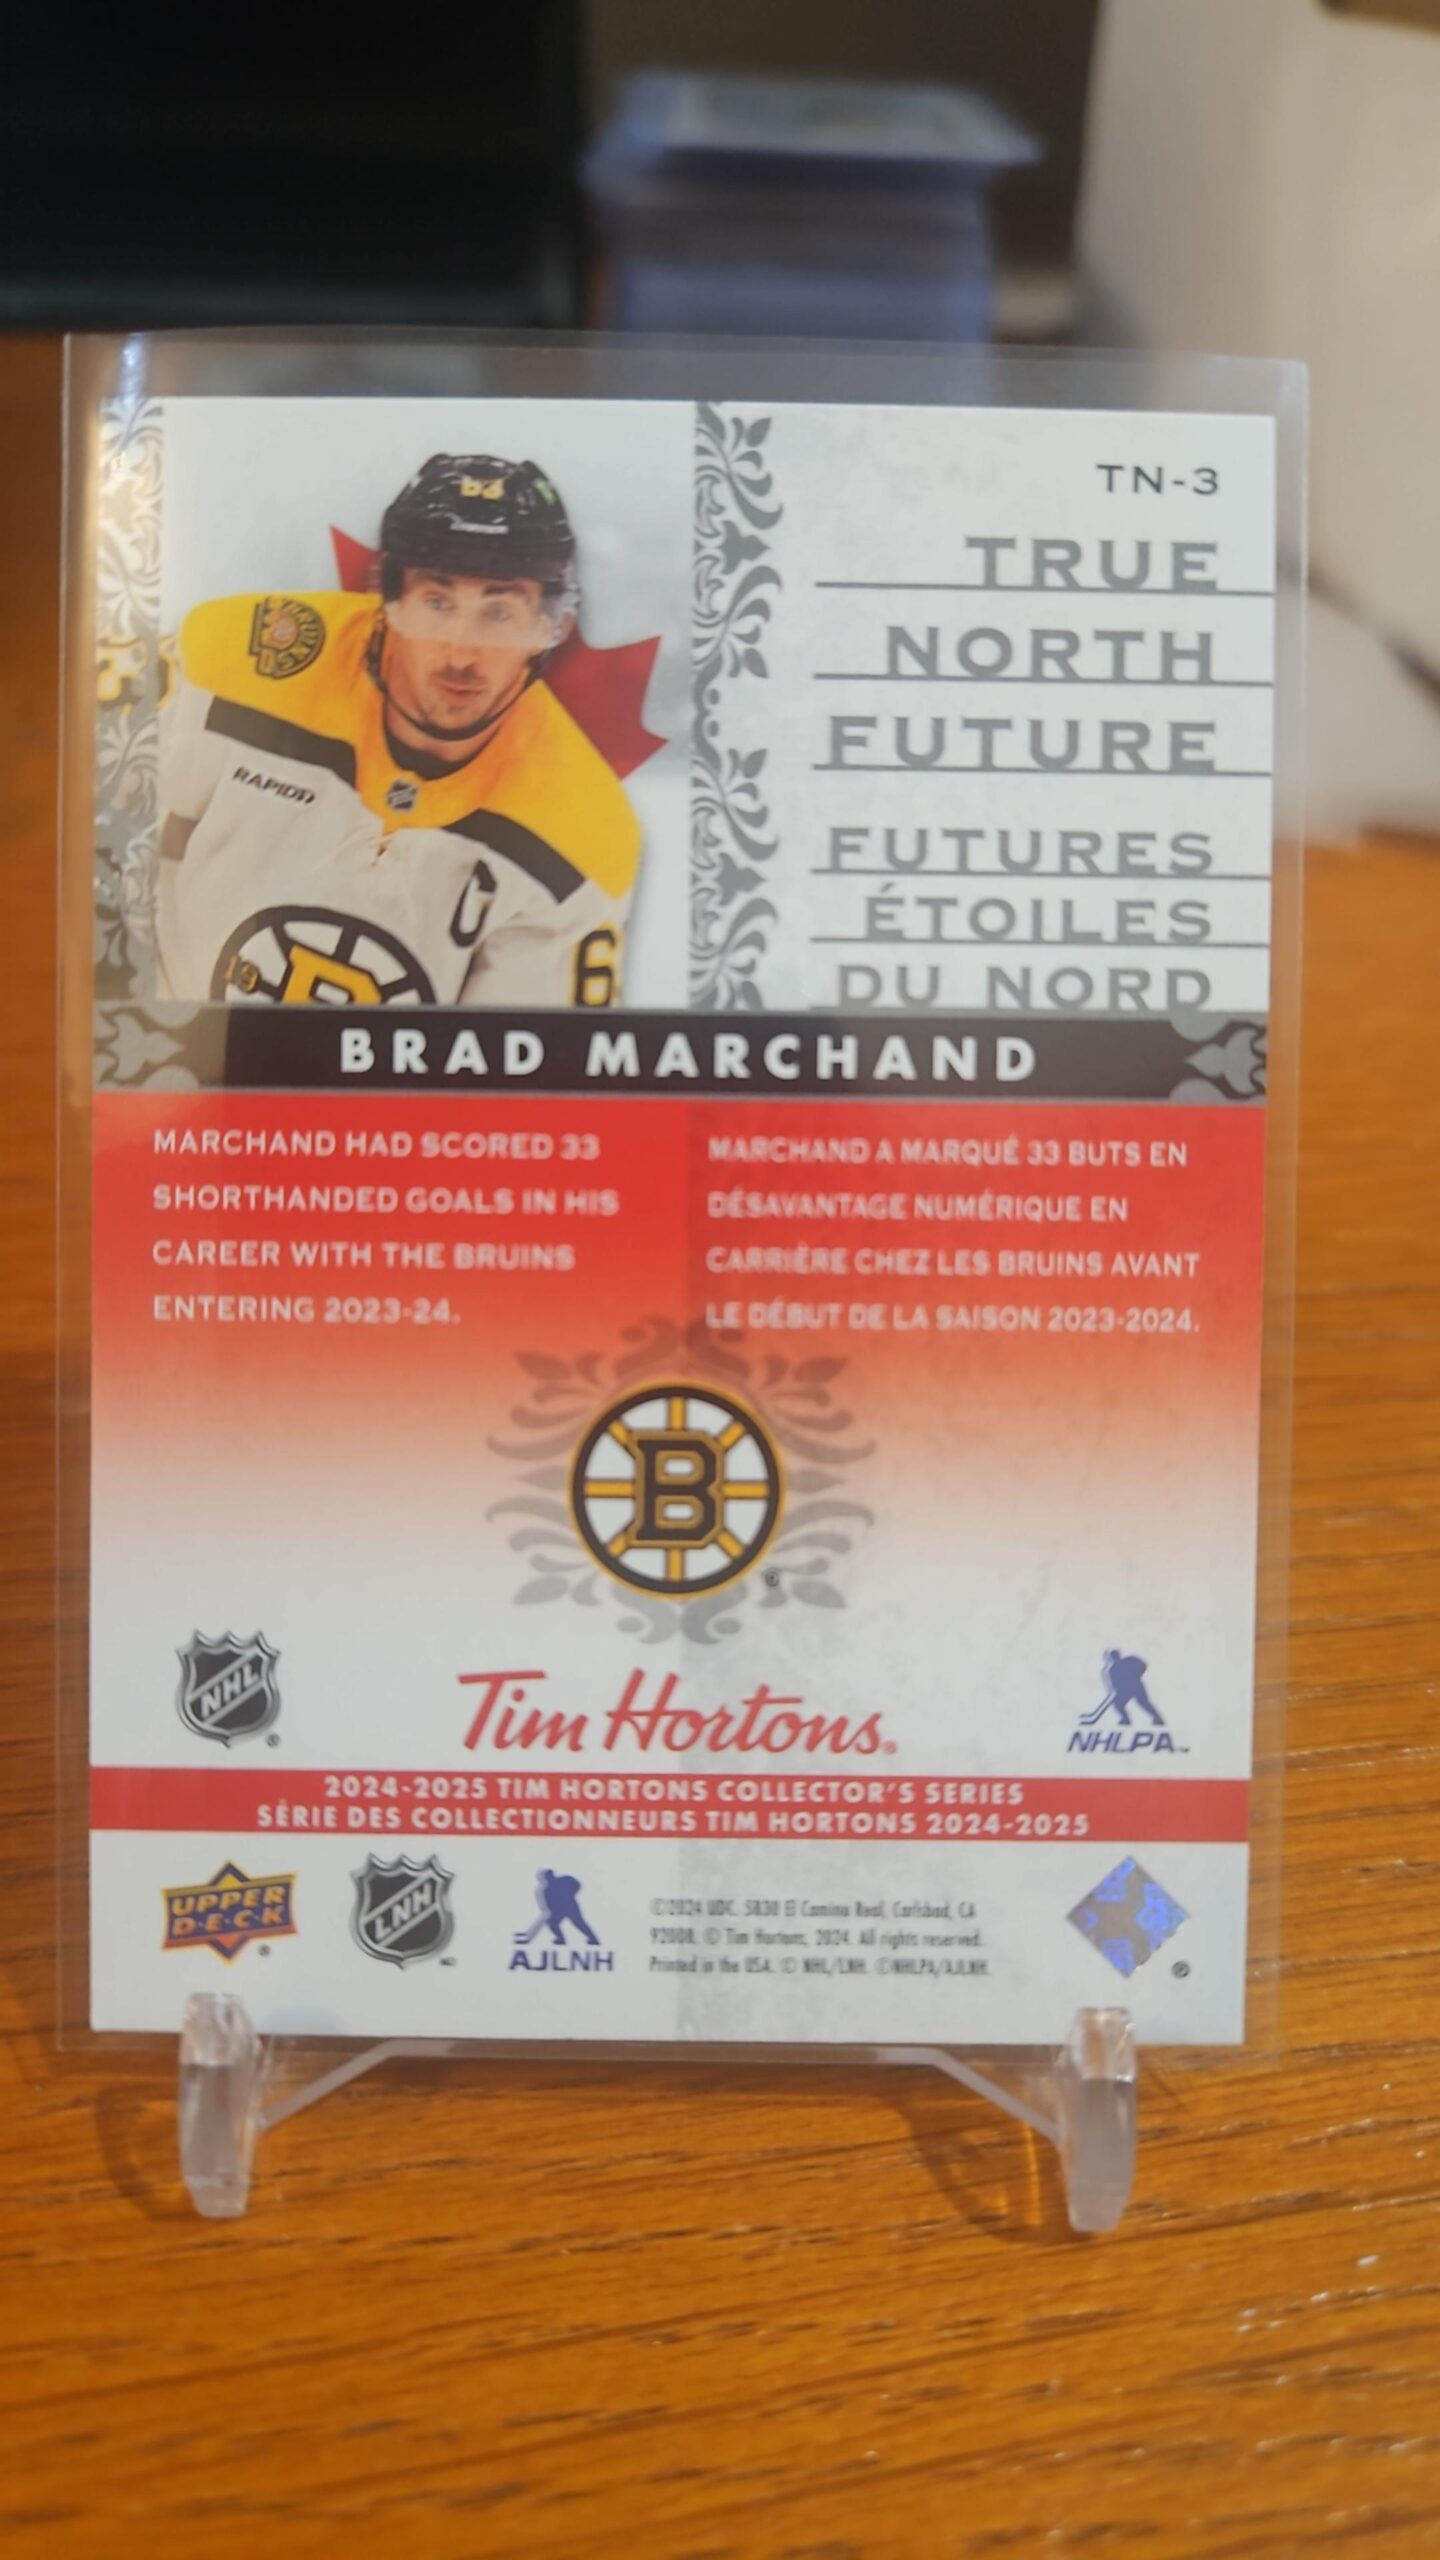 63
TN-3
TRUE
NORTH
FUTURE
FUTURES
ÉTOILES
DU NORD
RAPID7
C
6
B
BRAD MARCHAND
MARCHAND HAD SCORED 33
SHORTHANDED GOALS IN HIS
CAREER WITH THE BRUINS
ENTERING 2023-24.
MARCHAND A MARQUÉ 33 BUTS EN
DÉSAVANTAGE NUMÉRIQUE EN
CARRIÈRE CHEZ LES BRUINS AVANT
LE DÉBUT DE LA SAISON 2023-2024.
B
NHL
Tim Hortons®
NHLPA™
2024-2025 TIM HORTONS COLLECTOR'S SERIES
SÉRIE DES COLLECTIONNEURS TIM HORTONS 2024-2025
UPPER
D·E·C·K
LNH
AJLNH
©2024 UDC. 5830 El Camino Real, Carlsbad, CA
92008. © Tim Hortons, 2024. All rights reserved.
Printed in the USA. © NHL/LNH. ©NHLPA/AJLNH.